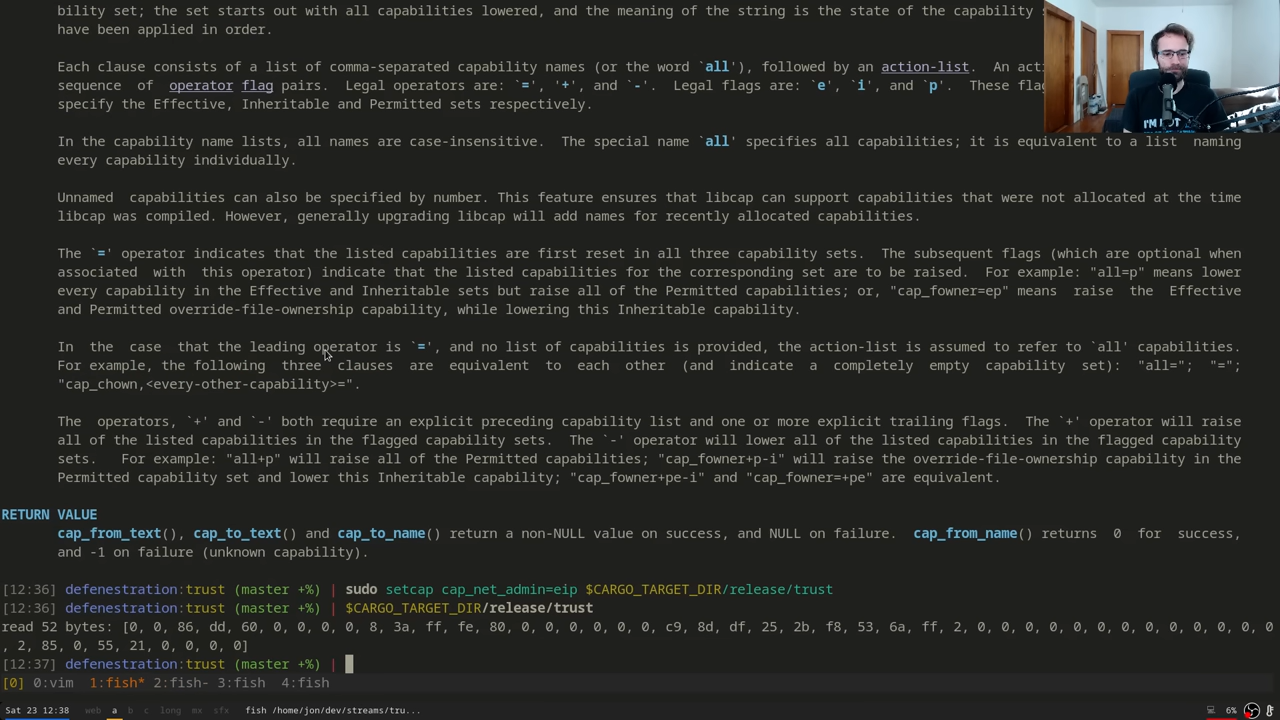 bility set; the set starts out with all capabilities lowered, and the meaning of the string is the state of the capability s
have been applied in order.
Each clause consists of a list of comma-separated capability names (or the word `all'), followed by an action-list. An acti
sequence of operator flag pairs. Legal operators are: `=', '+', and `-'. Legal flags are: `e', `i', and `p'. These flag
specify the Effective, Inheritable and Permitted sets respectively.
In the capability name lists, all names are case-insensitive. The special name `all' specifies all capabilities; it is equivalent to a list naming
every capability individually.
Unnamed capabilities can also be specified by number. This feature ensures that libcap can support capabilities that were not allocated at the time
libcap was compiled. However, generally upgrading libcap will add names for recently allocated capabilities.
The `=' operator indicates that the listed capabilities are first reset in all three capability sets. The subsequent flags (which are optional when
associated with this operator) indicate that the listed capabilities for the corresponding set are to be raised. For example: "all=p" means lower
every capability in the Effective and Inheritable sets but raise all of the Permitted capabilities; or, "cap_fowner=ep" means raise the Effective
and Permitted override-file-ownership capability, while lowering this Inheritable capability.
In the case that the leading operator is `=', and no list of capabilities is provided, the action-list is assumed to refer to `all' capabilities.
For example, the following three clauses are equivalent to each other (and indicate a completely empty capability set): "all="; "=";
"cap_chown,<every-other-capability>=".
The operators, `+' and `-' both require an explicit preceding capability list and one or more explicit trailing flags. The `+' operator will raise
all of the listed capabilities in the flagged capability sets. The `-' operator will lower all of the listed capabilities in the flagged capability
sets. For example: "all+p" will raise all of the Permitted capabilities; "cap_fowner+p-i" will raise the override-file-ownership capability in the
Permitted capability set and lower this Inheritable capability; "cap_fowner+pe-i" and "cap_fowner=+pe" are equivalent.
RETURN VALUE
cap_from_text(), cap_to_text() and cap_to_name() return a non-NULL value on success, and NULL on failure. cap_from_name() returns 0 for success,
and -1 on failure (unknown capability).
[12:36] defenestration:trust (master +%) | sudo setcap cap_net_admin=eip $CARGO_TARGET_DIR/release/trust
[12:36] defenestration:trust (master +%) | $CARGO_TARGET_DIR/release/trust
read 52 bytes: [0, 0, 86, dd, 60, 0, 0, 0, 0, 8, 3a, ff, fe, 80, 0, 0, 0, 0, 0, 0, c9, 8d, df, 25, 2b, f8, 53, 6a, ff, 2, 0, 0, 0, 0, 0, 0, 0, 0, 0, 0, 0, 0
, 2, 85, 0, 55, 21, 0, 0, 0, 0]
[12:37] defenestration:trust (master +%) |
[0] 0:vim 1:fish* 2:fish- 3:fish 4:fish
Sat 23 12:38 web a b c long mx sfx fish /home/jon/dev/streams/tru... 6%
I'M NOT